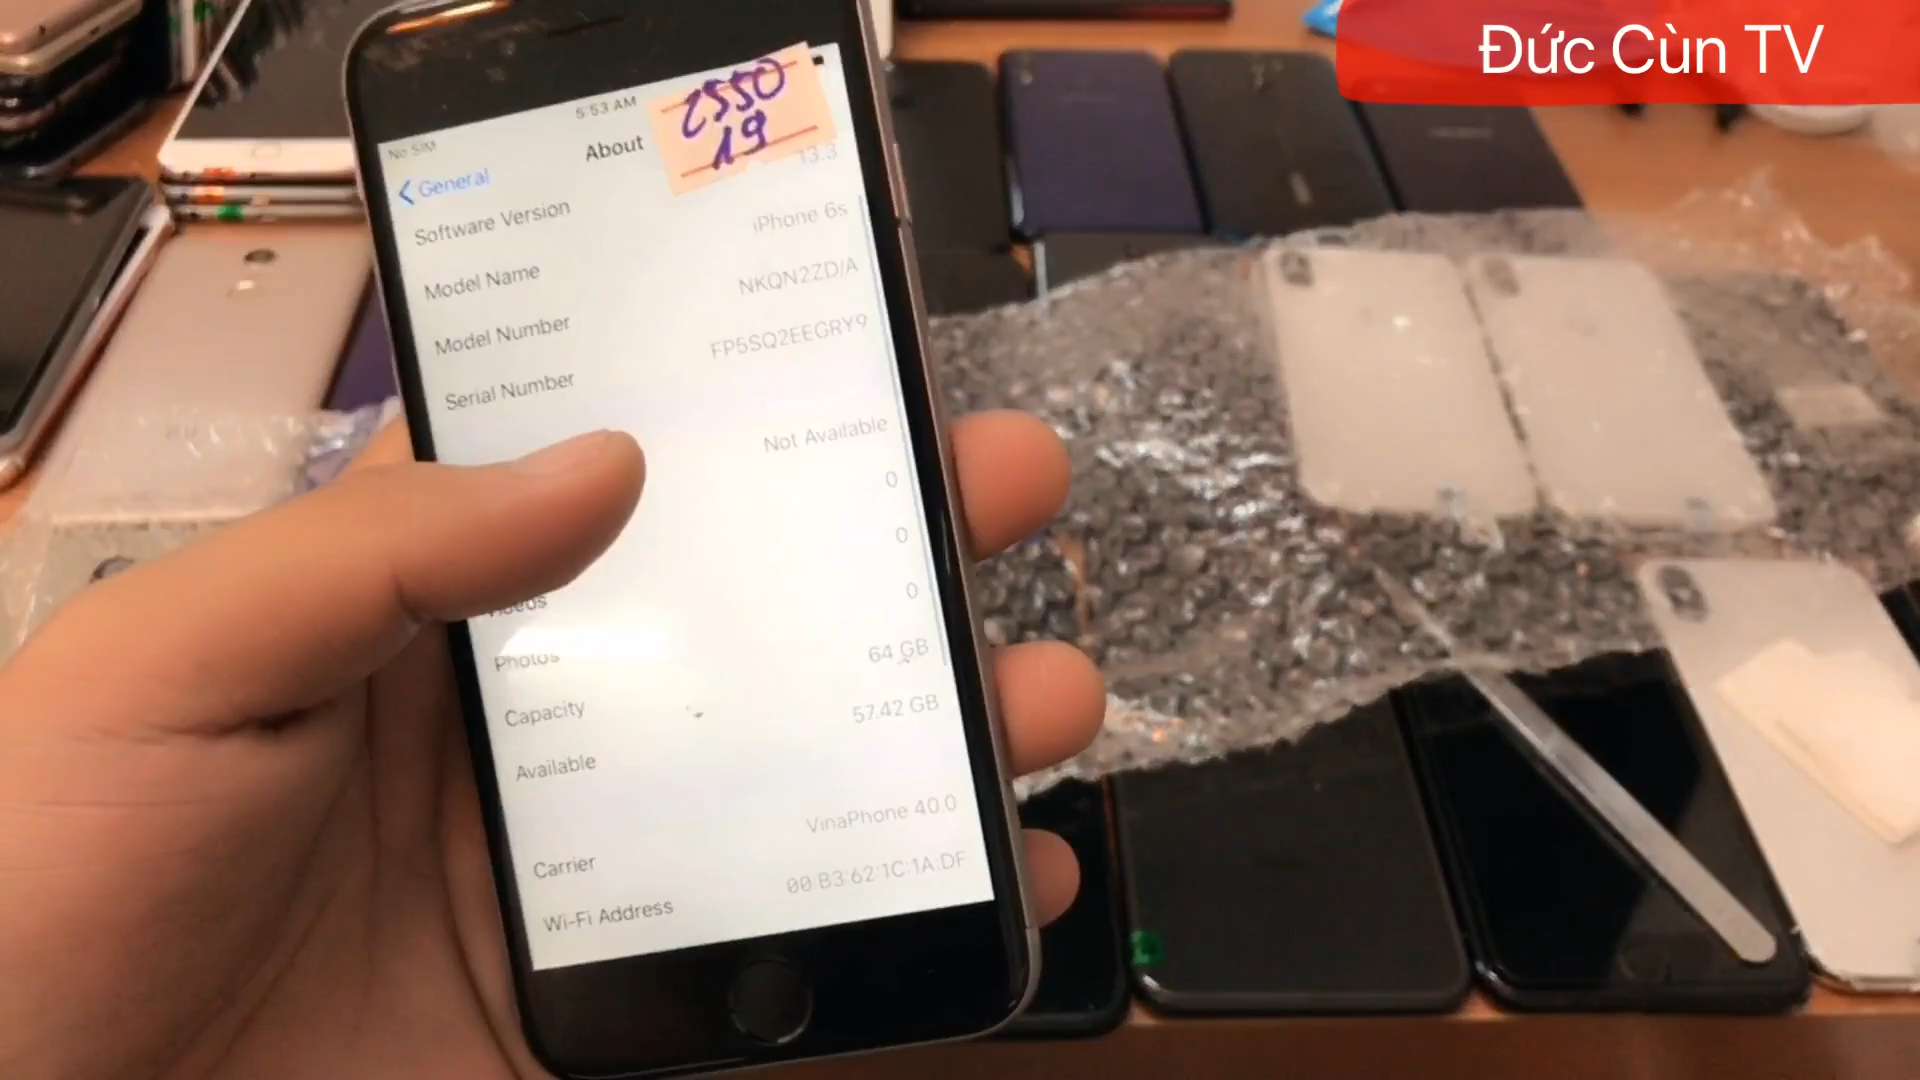 Đức Cùn TV
2550
19
No SIM
5:53 AM
General
About
Software Version
13.3
Model Name
iPhone 6s
Model Number
NKQN2ZD/A
Serial Number
FP5SQ2EEGRY9
Not Available
0
0
Videos
0
Photos
64 GB
Capacity
57.42 GB
Available
Carrier
VinaPhone 40.0
Wi-Fi Address
00:B3:62:1C:1A:DF